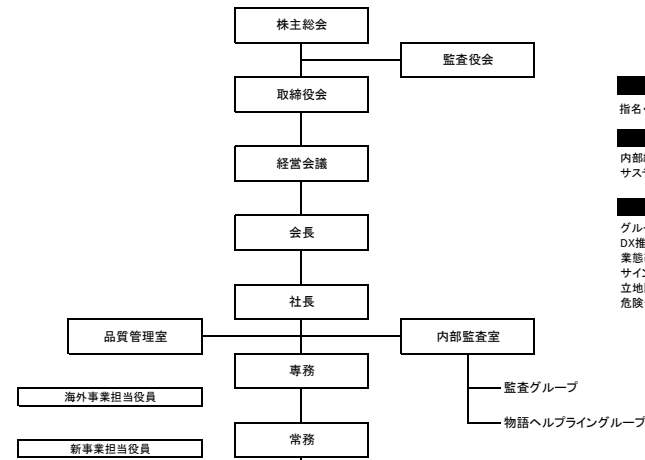 株主総会
監査役会
取締役会
指名・
経営会議
内部
サステ
会長
グル
DX推
業態
サイン
立地
危険
社長
品質管理室
内部監査室
専務
監査グループ
海外事業担当役員
物語ヘルプライングループ
常務
新事業担当役員